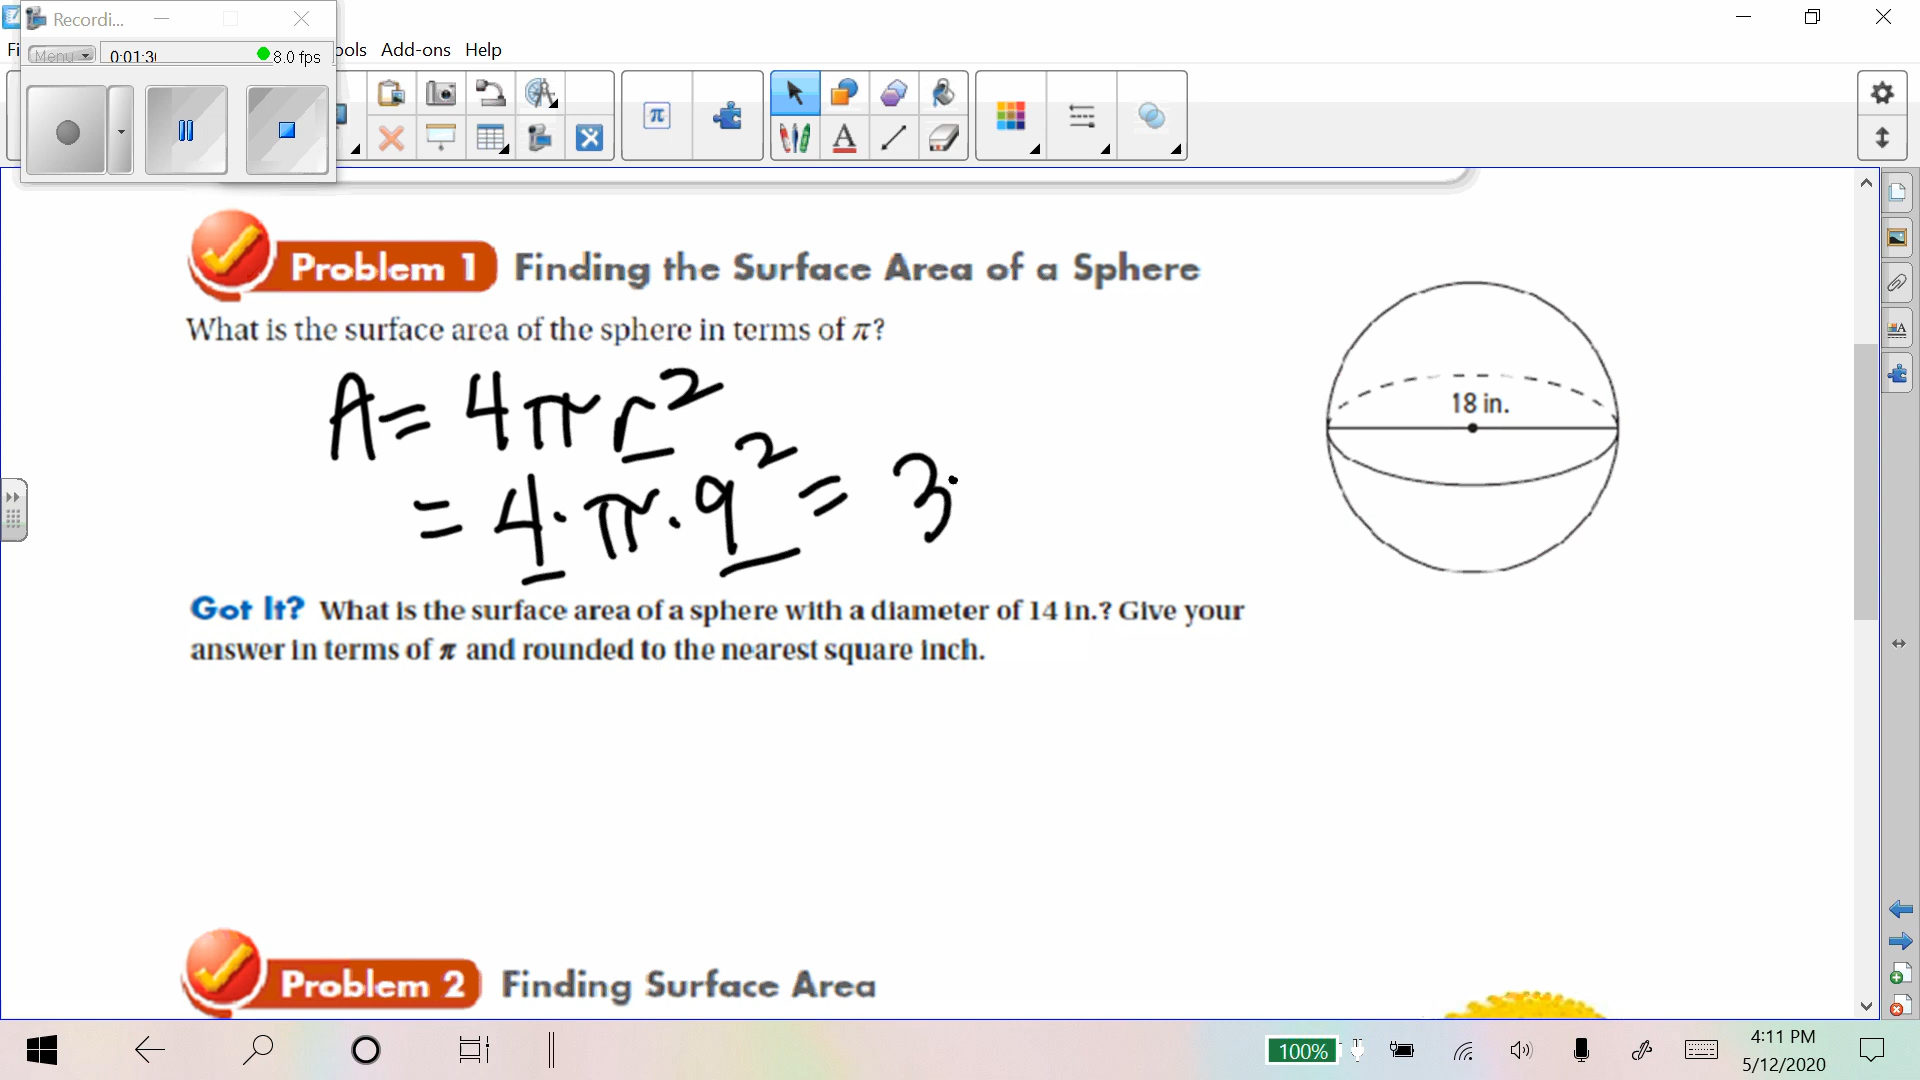 Recordi...
Fi ools Add-ons Help
Menu 0:01:3 8.0 fps
Problem 1 Finding the Surface Area of a Sphere
What is the surface area of the sphere in terms of π?
18 in.
A = 4πr²
= 4·π·9² = 3
Got It? What is the surface area of a sphere with a diameter of 14 in.? Give your
answer in terms of π and rounded to the nearest square inch.
Problem 2 Finding Surface Area
100%
4:11 PM
5/12/2020